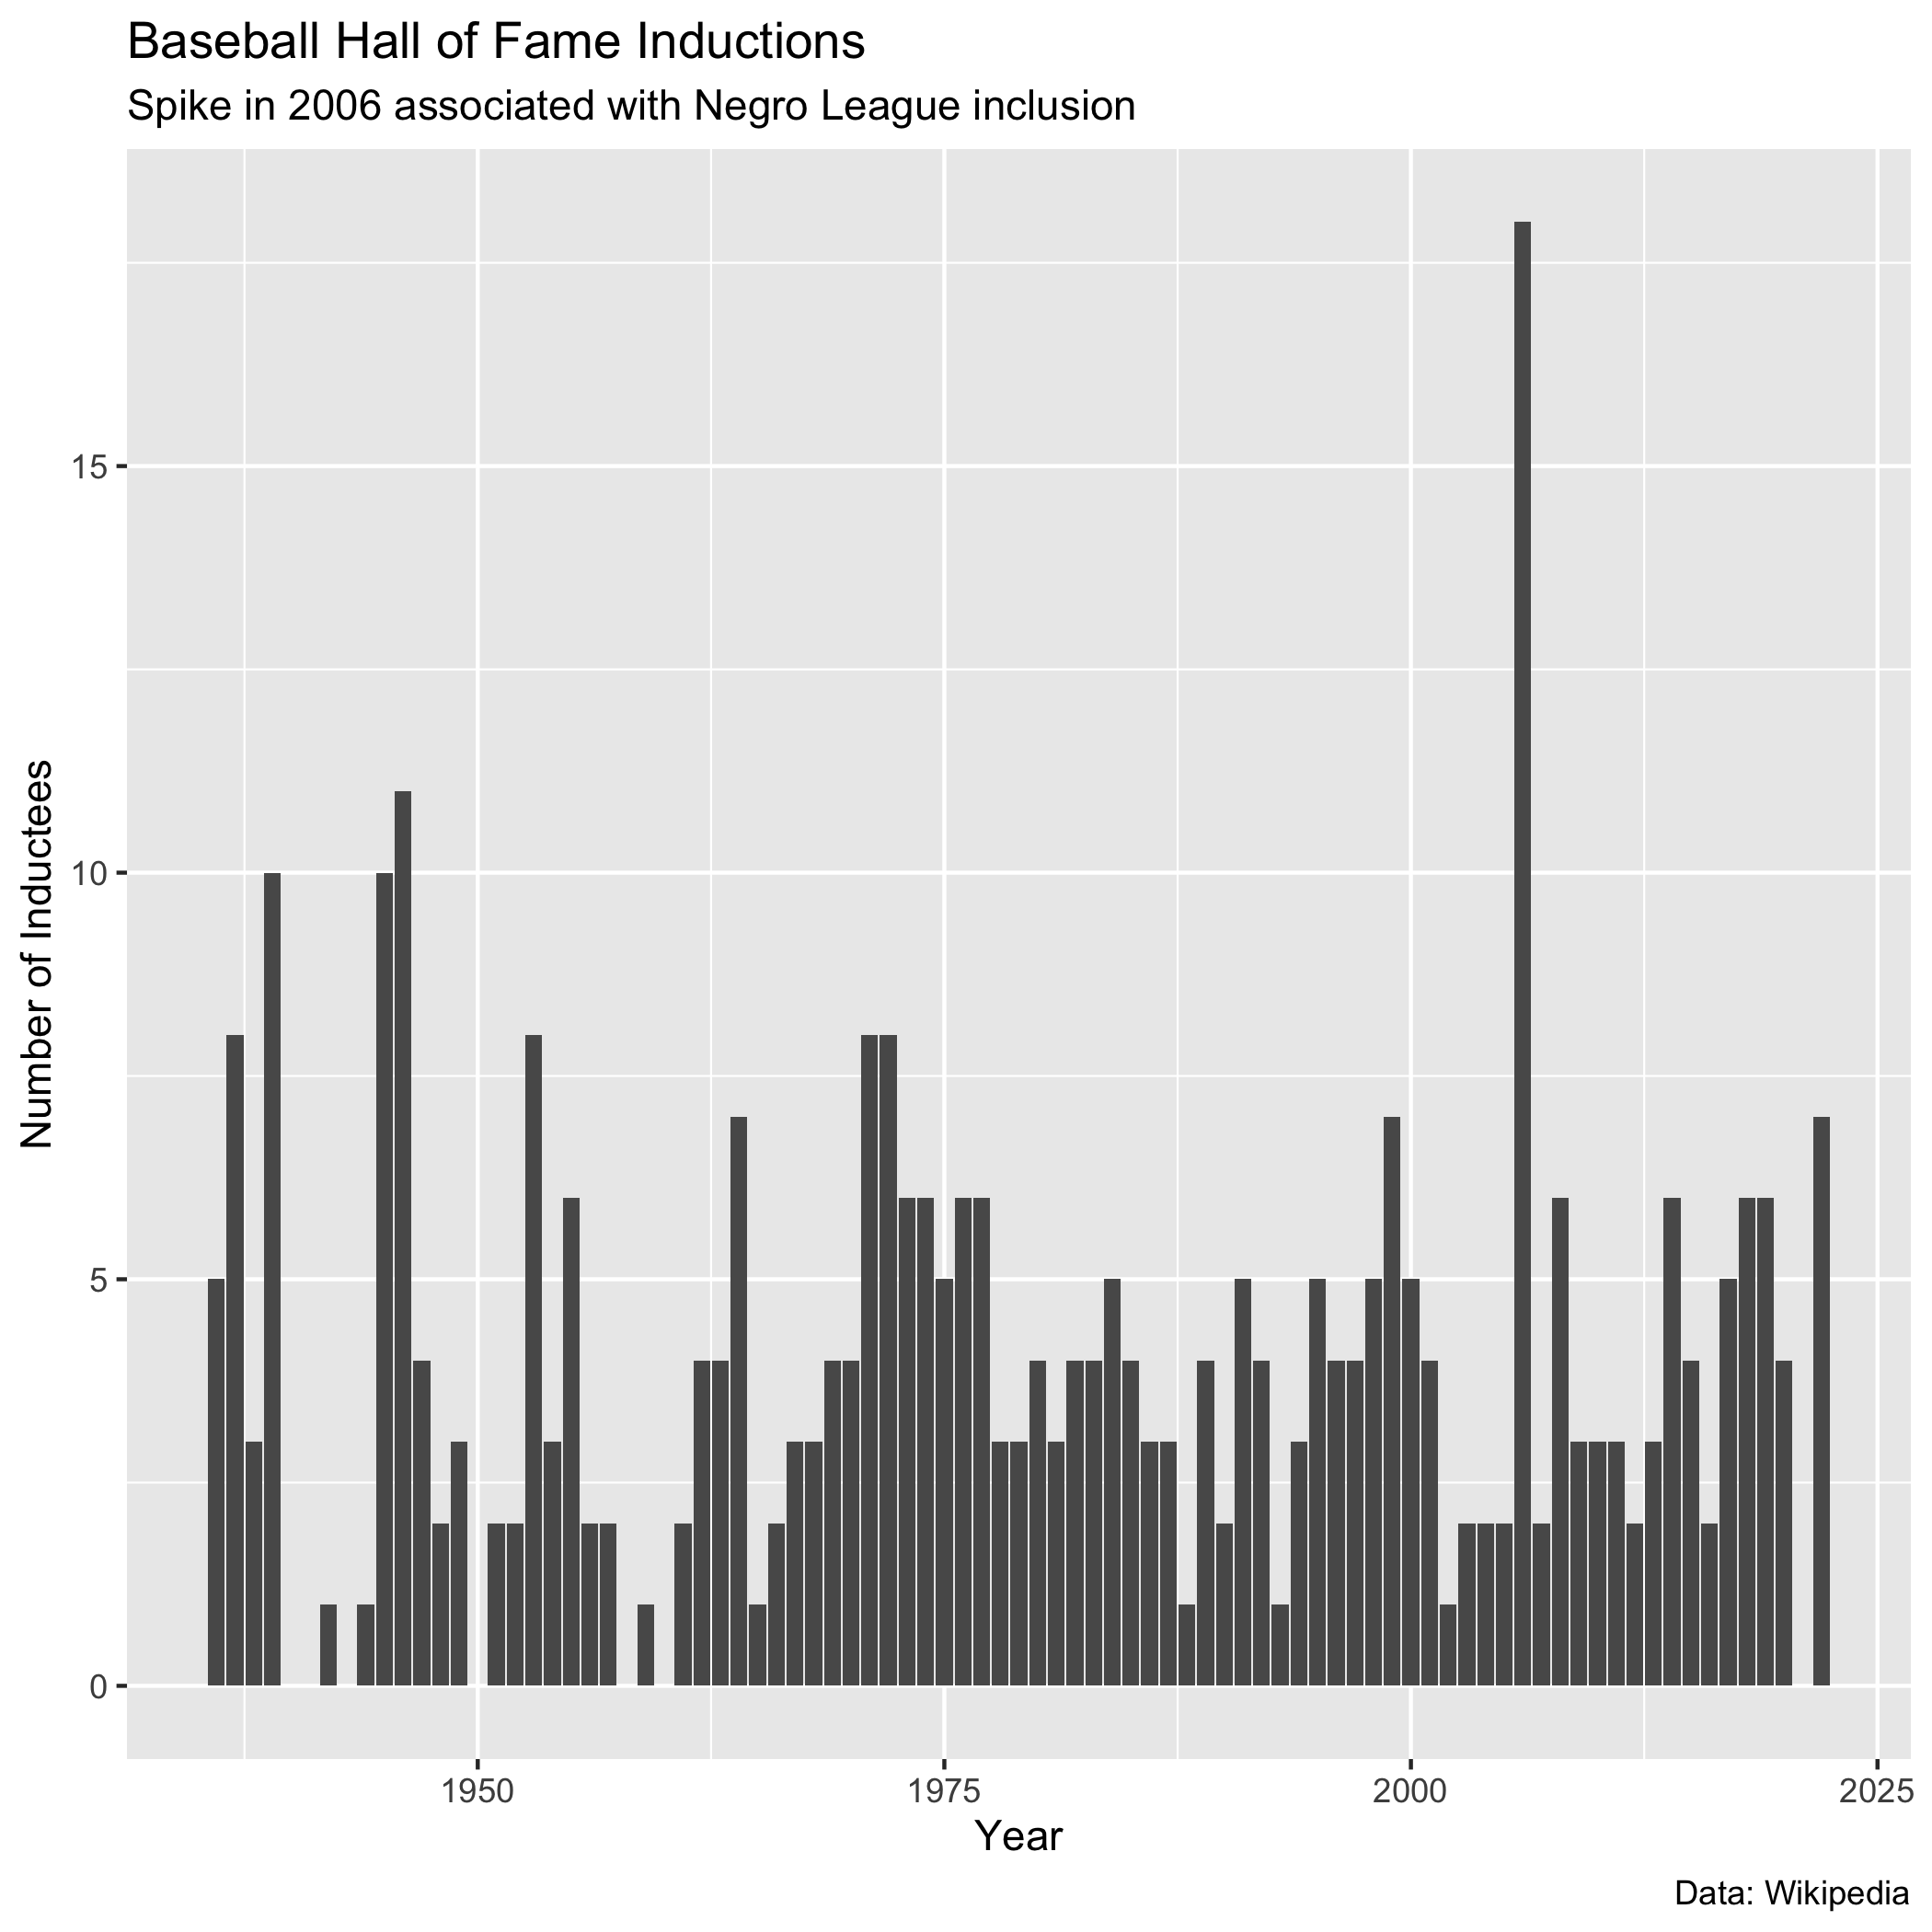 Baseball Hall of Fame Inductions
Spike in 2006 associated with Negro League inclusion
Number of Inductees
15
10
5
0
1950
1975
2000
2025
Year
Data: Wikipedia